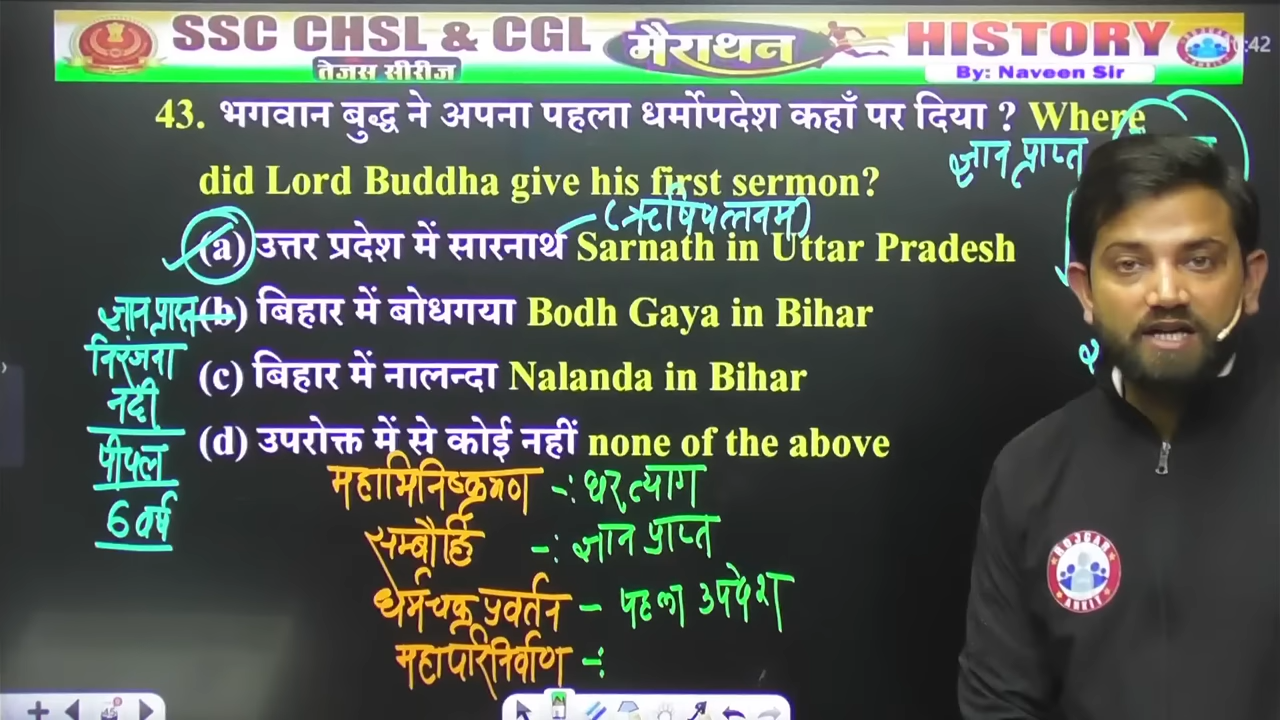 SSC CHSL & CGL मैराथन HISTORY
तेजस सीरीज
By: Naveen Sir
:42
43. भगवान बुद्ध ने अपना पहला धर्मोपदेश कहाँ पर दिया ? Where
ज्ञान प्राप्त
did Lord Buddha give his first sermon?
(ऋषिपत्तनम)
(a) उत्तर प्रदेश में सारनाथ Sarnath in Uttar Pradesh
ज्ञान प्राप्त (b) बिहार में बोधगया Bodh Gaya in Bihar
निरंजना
(c) बिहार में नालन्दा Nalanda in Bihar
नदी
(d) उपरोक्त में से कोई नहीं none of the above
पीपल
6 वर्ष
महाभिनिष्क्रमण -: घर त्याग
-: ज्ञान प्राप्त
धर्मचक्र प्रवर्तन - पहला उपदेश
महापरिनिर्वाण -:
ROJGAR
ANKIT